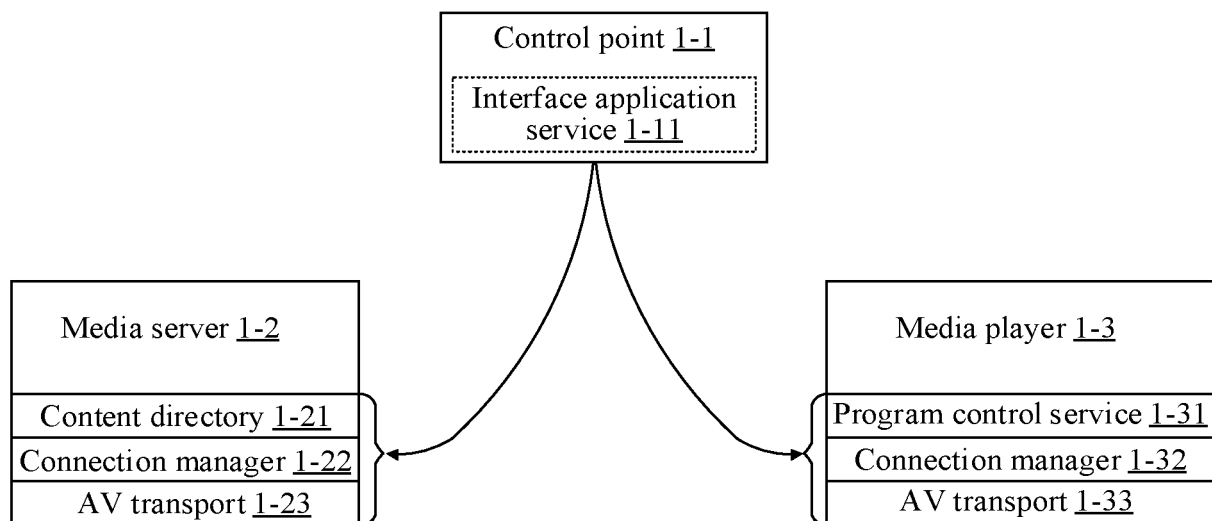 Control point 1-1
Interface application
service 1-11
Media server 1-2
Content directory 1-21
Connection manager 1-22
AV transport 1-23
Media player 1-3
Program control service 1-31
Connection manager 1-32
AV transport 1-33